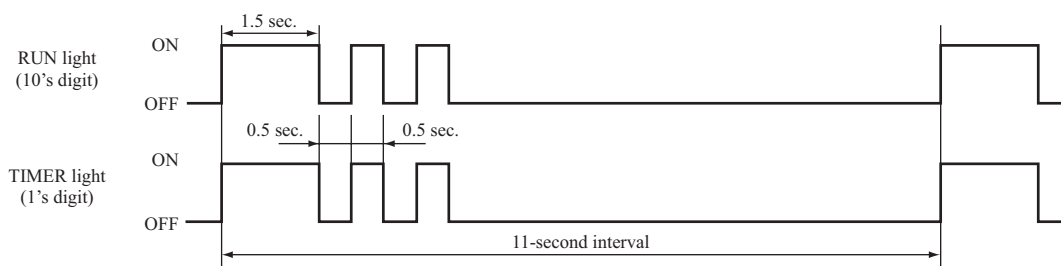 1.5 sec.
ON
RUN light
(10’s digit)
OFF
0.5 sec.
0.5 sec.
ON
TIMER light
(1’s digit)
OFF
11-second interval